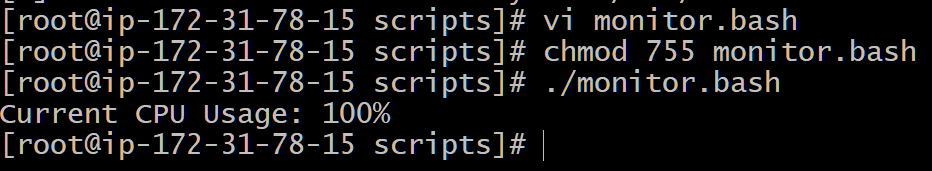 [root@ip-172-31-78-15 scripts]# vi monitor.bash
[root@ip-172-31-78-15 scripts]# chmod 755 monitor.bash
[root@ip-172-31-78-15 scripts]# ./monitor.bash
Current CPU Usage: 100%
[root@ip-172-31-78-15 scripts]#